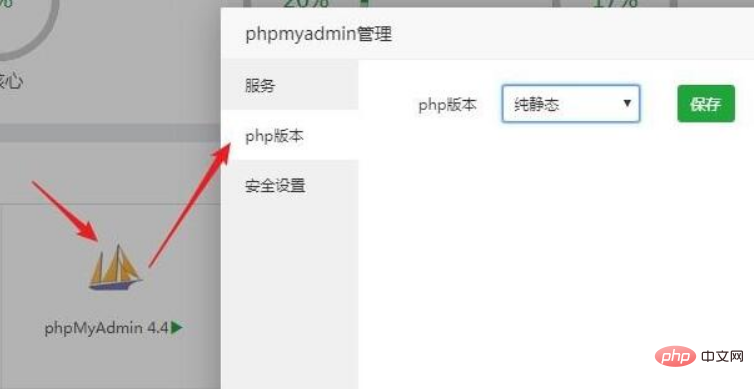 20%
17%
phpmyadmin管理
核心
服务
php版本
纯静态
保存
php版本
安全设置
phpMyAdmin 4.4
php 中文网